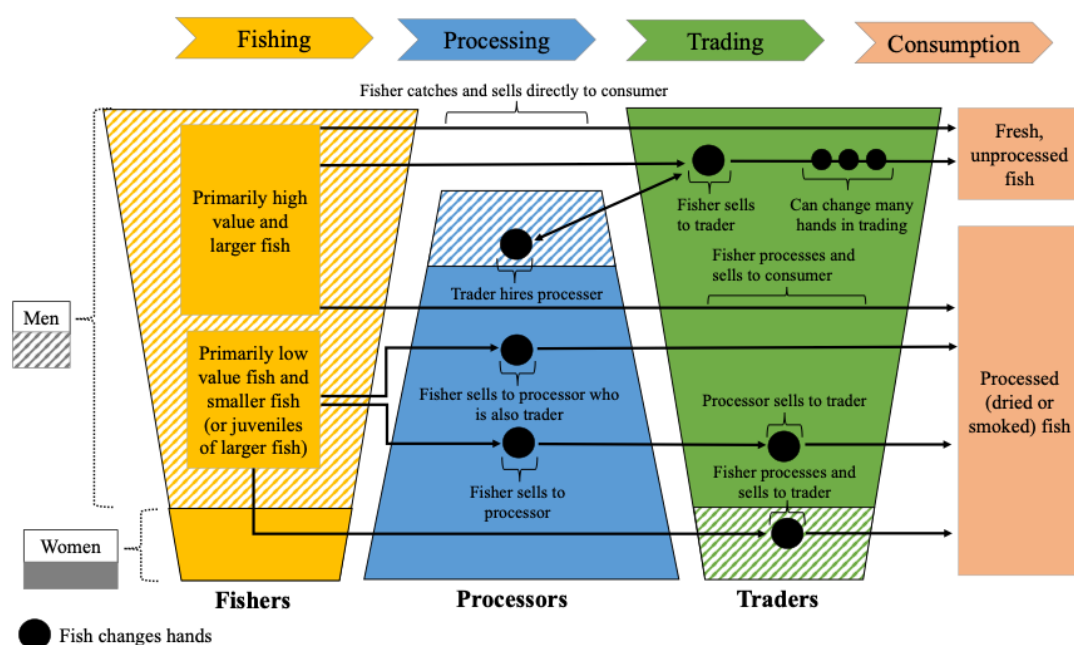 Fishing
Processing
Trading
Consumption
Fisher catches and sells directly to consumer
Primarily high
value and
larger fish
Fisher sells
to trader
Can change many
hands in trading
Fresh,
unprocessed
fish
Trader hires processer
Fisher processes and
sells to consumer
Men
Primarily low
value fish and
smaller fish
(or juveniles
of larger fish)
Fisher sells to processor who
is also trader
Processor sells to trader
Processed
(dried or
smoked) fish
Fisher sells to
processor
Fisher processes and
sells to trader
Women
Fishers
Processors
Traders
Fish changes hands